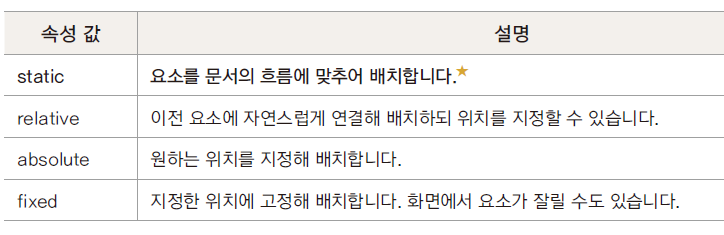 속성 값 설명
static 요소를 문서의 흐름에 맞추어 배치합니다.★
relative 이전 요소에 자연스럽게 연결해 배치하되 위치를 지정할 수 있습니다.
absolute 원하는 위치를 지정해 배치합니다.
fixed 지정한 위치에 고정해 배치합니다. 화면에서 요소가 잘릴 수도 있습니다.